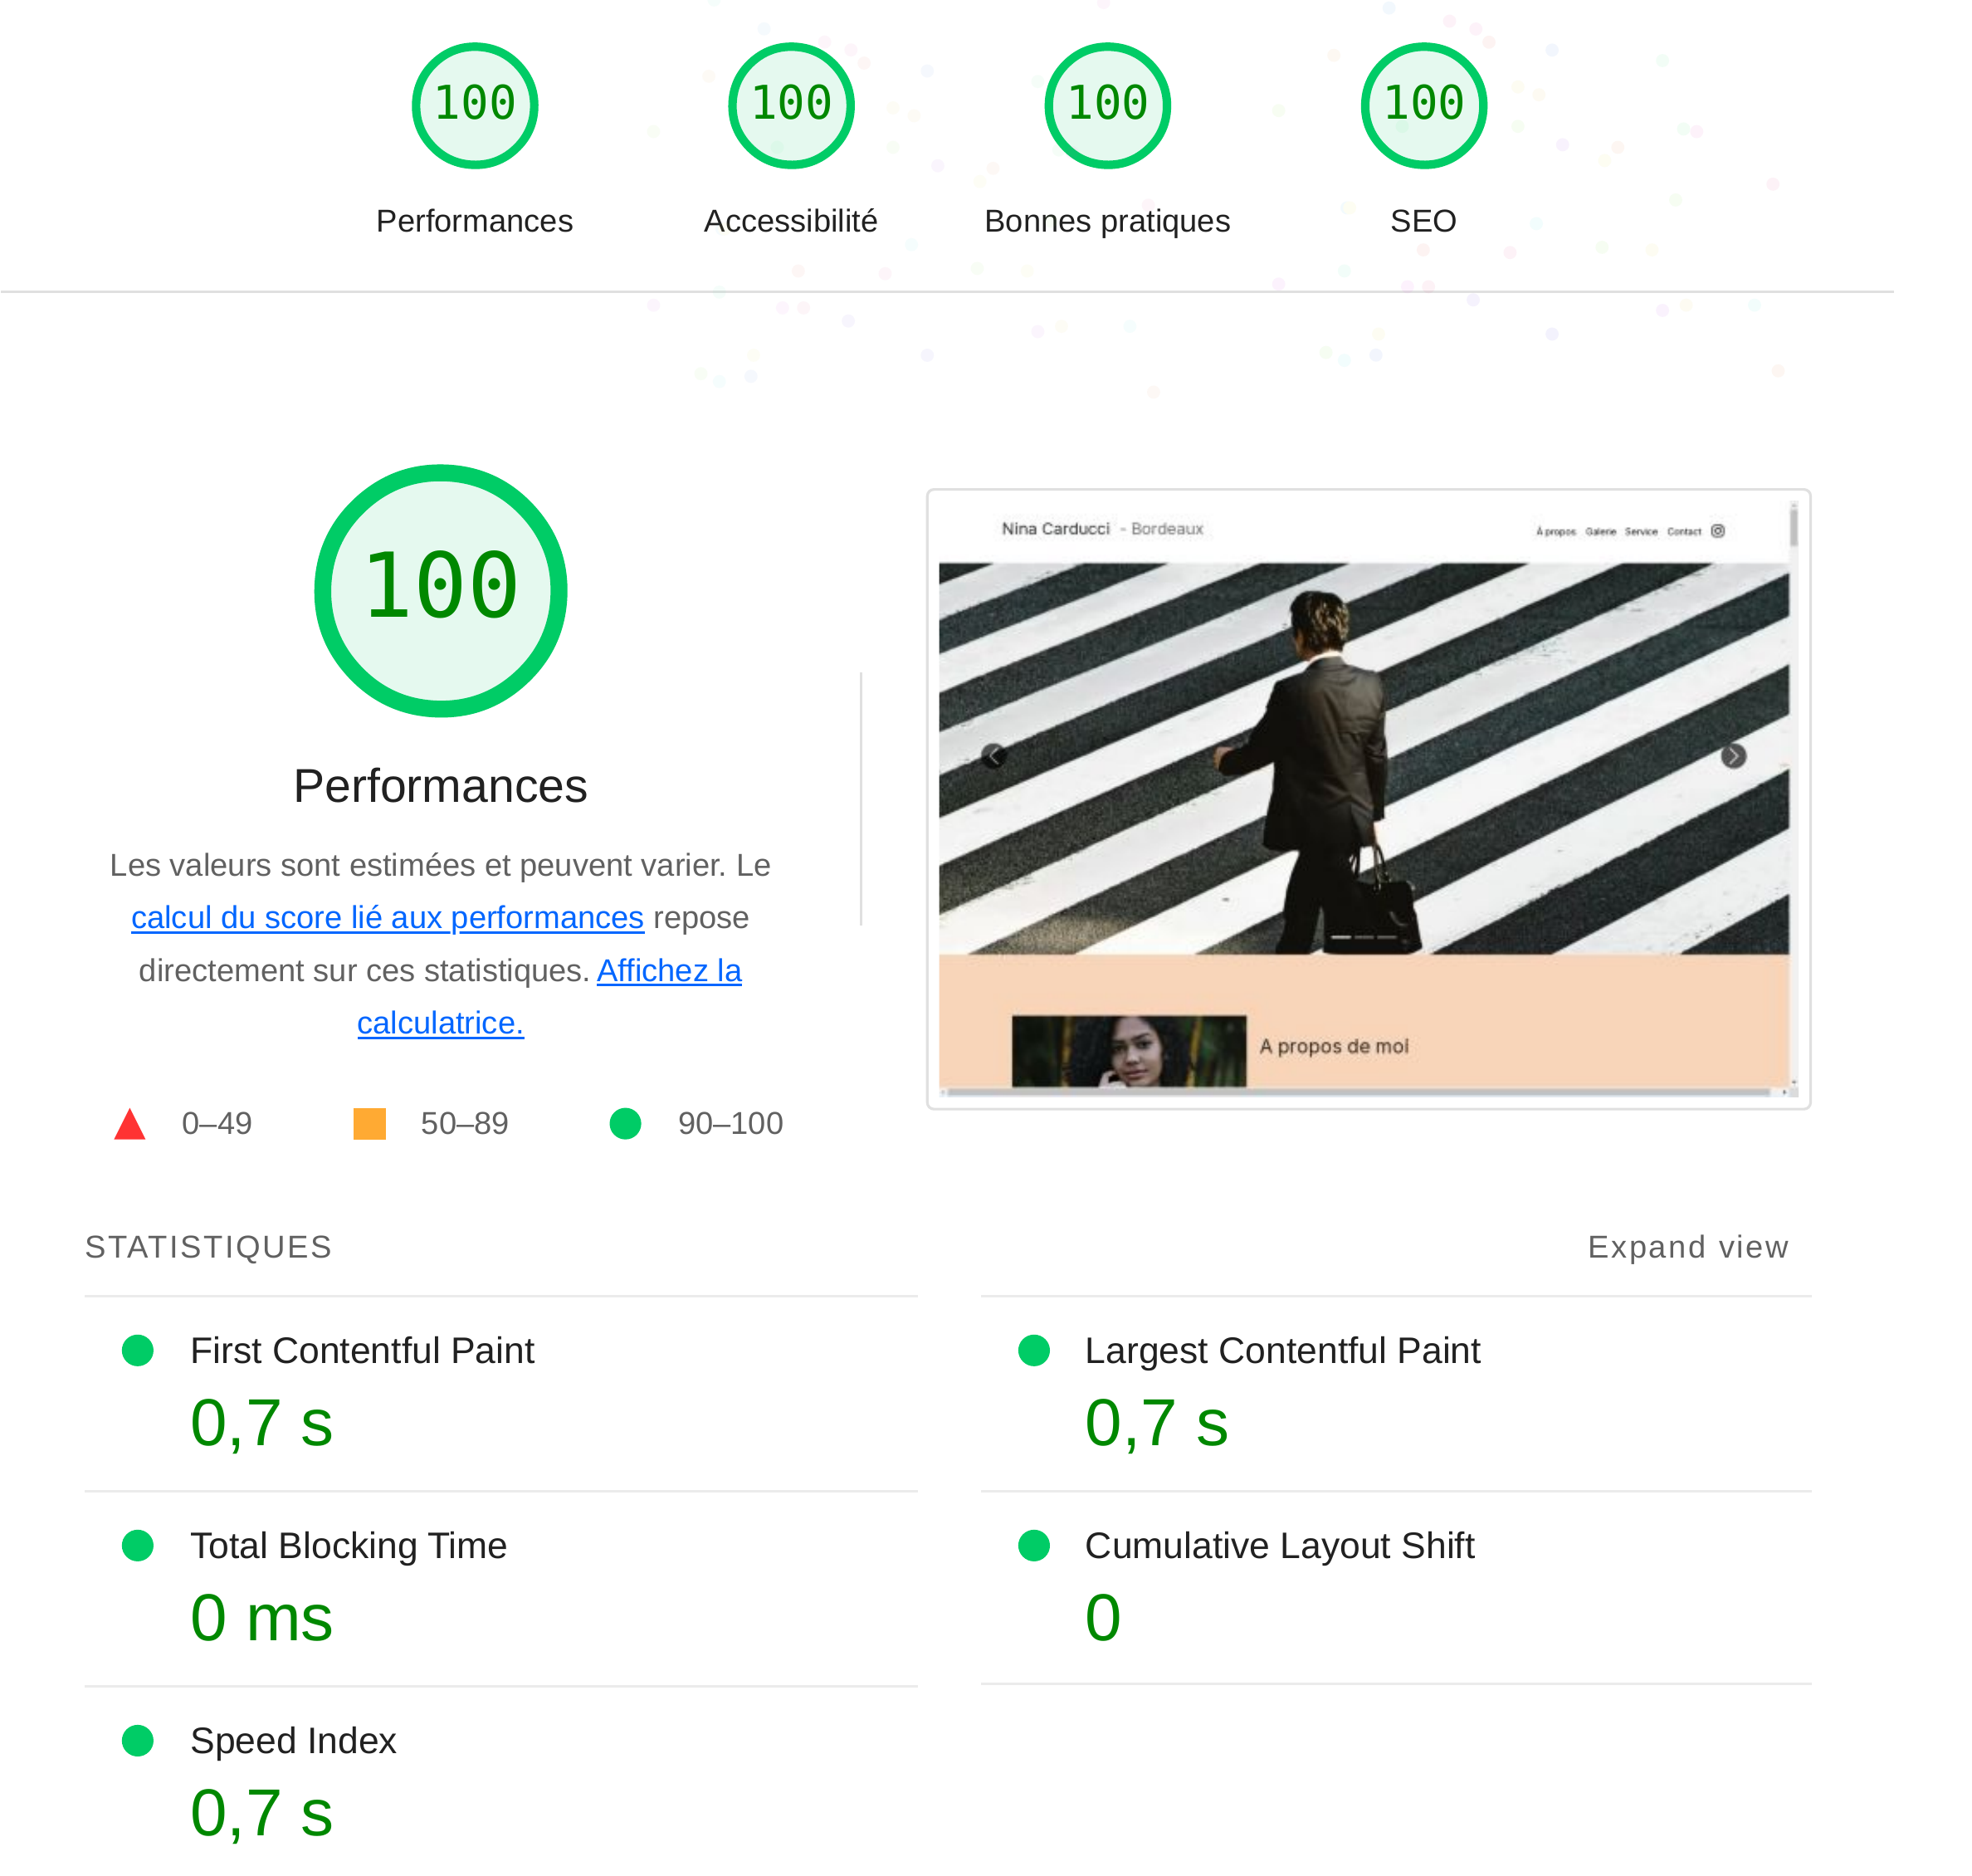 100
100
100
100
Performances
Accessibilité
Bonnes pratiques
SEO
100
Performances
Les valeurs sont estimées et peuvent varier. Le
calcul du score lié aux performances repose
directement sur ces statistiques. Affichez la
calculatrice.
0–49
50–89
90–100
Nina Carducci - Bordeaux
À propos Galerie Service Contact
A propos de moi
STATISTIQUES
Expand view
First Contentful Paint
0,7 s
Largest Contentful Paint
0,7 s
Total Blocking Time
0 ms
Cumulative Layout Shift
0
Speed Index
0,7 s